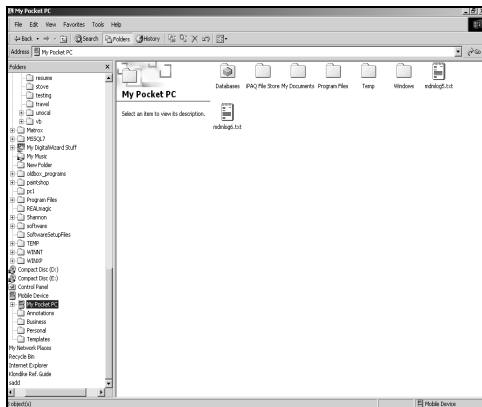 My Pocket PC
File Edit View Favorites Tools Help
Back Search Folders History
Address My Pocket PC Go
Folders
resume
stove
testing
travel
unocal
vb
Matrox
MSSQL7
My DigitalWizard Stuff
My Music
New Folder
oldbox_programs
paintshop
pc1
Program Files
REALmagic
Shannon
software
SoftwareSetupFiles
TEMP
WINNT
WINXP
Compact Disc (D:)
Compact Disc (E:)
Control Panel
Mobile Device
My Pocket PC
Annotations
Business
Personal
Templates
My Network Places
Recycle Bin
Internet Explorer
Klondike Ref. Guide
sadd
My Pocket PC
Select an item to view its description.
Databases iPAQ File Store My Documents Program Files Temp Windows mdmlog5.txt
mdmlog6.txt
object(s) Mobile Device